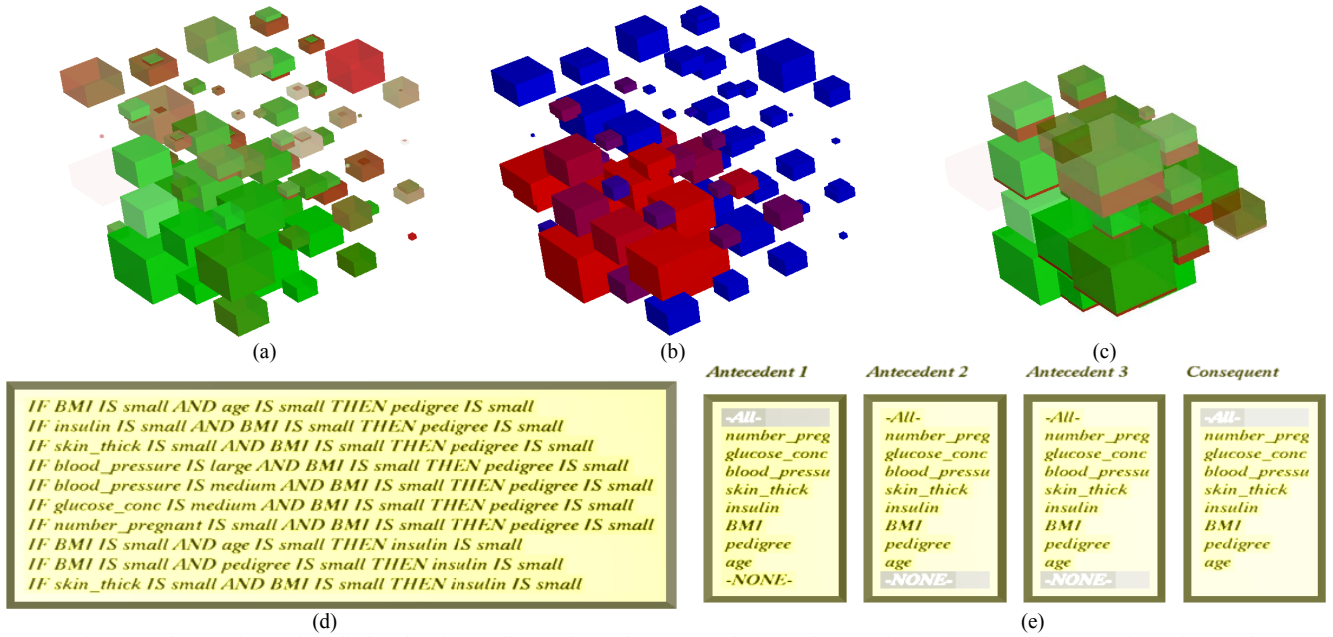 (a)
(b)
(c)
IF BMI IS small AND age IS small THEN pedigree IS small
IF insulin IS small AND BMI IS small THEN pedigree IS small
IF skin_thick IS small AND BMI IS small THEN pedigree IS small
IF blood_pressure IS large AND BMI IS small THEN pedigree IS small
IF blood_pressure IS medium AND BMI IS small THEN pedigree IS small
IF glucose_conc IS medium AND BMI IS small THEN pedigree IS small
IF number_pregnant IS small AND BMI IS small THEN pedigree IS small
IF BMI IS small AND age IS small THEN insulin IS small
IF BMI IS small AND pedigree IS small THEN insulin IS small
IF skin_thick IS small AND BMI IS small THEN insulin IS small
(d)
Antecedent 1
-All-
number_preg
glucose_conc
blood_pressu
skin_thick
insulin
BMI
pedigree
age
-NONE-
Antecedent 2
-All-
number_preg
glucose_conc
blood_pressu
skin_thick
insulin
BMI
pedigree
age
-NONE-
Antecedent 3
-All-
number_preg
glucose_conc
blood_pressu
skin_thick
insulin
BMI
pedigree
age
-NONE-
Consequent
-All-
number_preg
glucose_conc
blood_pressu
skin_thick
insulin
BMI
pedigree
age
(e)